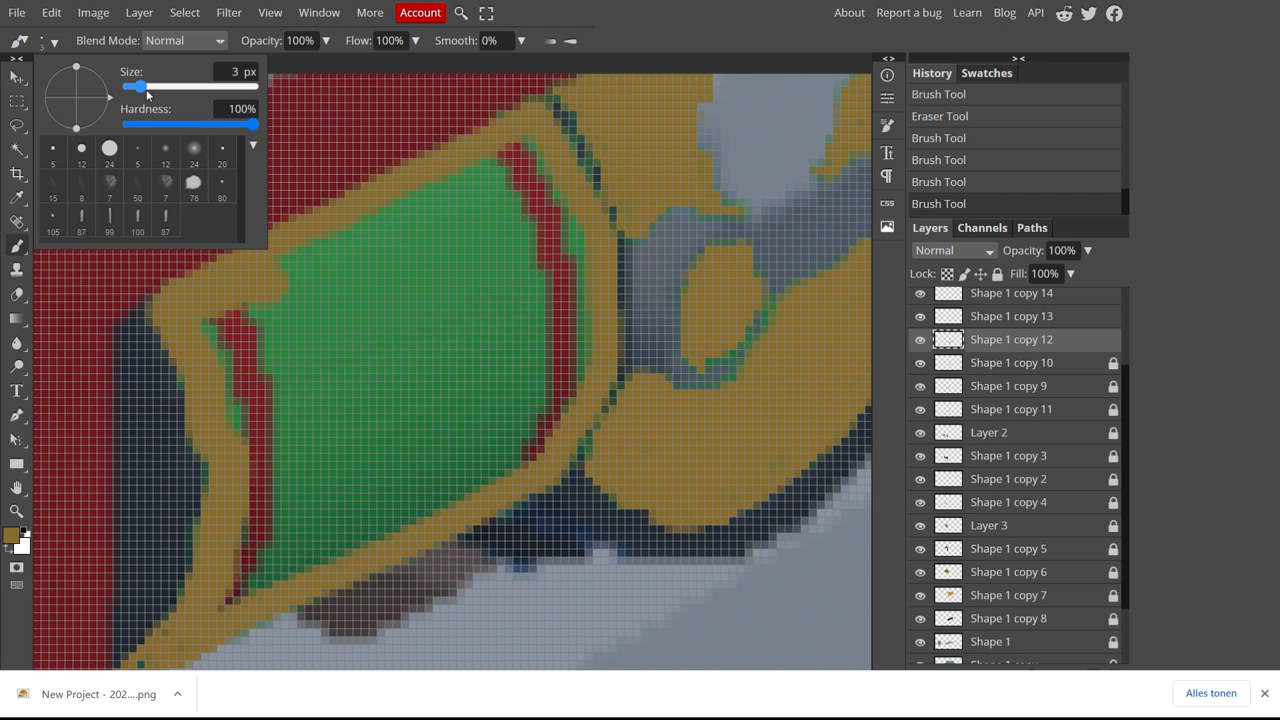 File Edit Image Layer Select Filter View Window More Account About Report a bug Learn Blog API
3 Blend Mode: Normal Opacity: 100% Flow: 100% Smooth: 0%
> < < > > <
Size: 3 px
Hardness: 100%
5 12 24 5 12 24 20
15 8 7 50 7 76 80
105 87 99 100 87
History Swatches
Brush Tool
Eraser Tool
Brush Tool
Brush Tool
Brush Tool
Brush Tool
CSS
Layers Channels Paths
Normal Opacity: 100%
Lock: Fill: 100%
Shape 1 copy 14
Shape 1 copy 13
Shape 1 copy 12
Shape 1 copy 10
Shape 1 copy 9
Shape 1 copy 11
Layer 2
Shape 1 copy 3
Shape 1 copy 2
Shape 1 copy 4
Layer 3
Shape 1 copy 5
Shape 1 copy 6
Shape 1 copy 7
Shape 1 copy 8
Shape 1
New Project - 202....png
Alles tonen